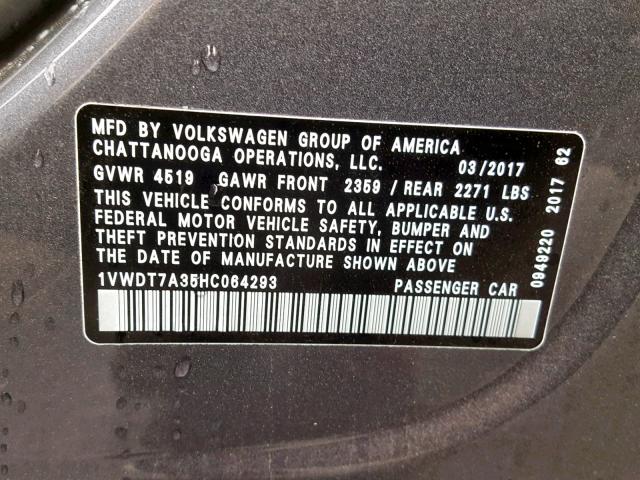 MFD BY VOLKSWAGEN GROUP OF AMERICA
CHATTANOOGA OPERATIONS, LLC. 03/2017
GVWR 4519 GAWR FRONT 2359 / REAR 2271 LBS
THIS VEHICLE CONFORMS TO ALL APPLICABLE U.S.
FEDERAL MOTOR VEHICLE SAFETY, BUMPER AND
THEFT PREVENTION STANDARDS IN EFFECT ON
THE DATE OF MANUFACTURE SHOWN ABOVE
1VWDT7A35HC064293 PASSENGER CAR
0949220 2017 62